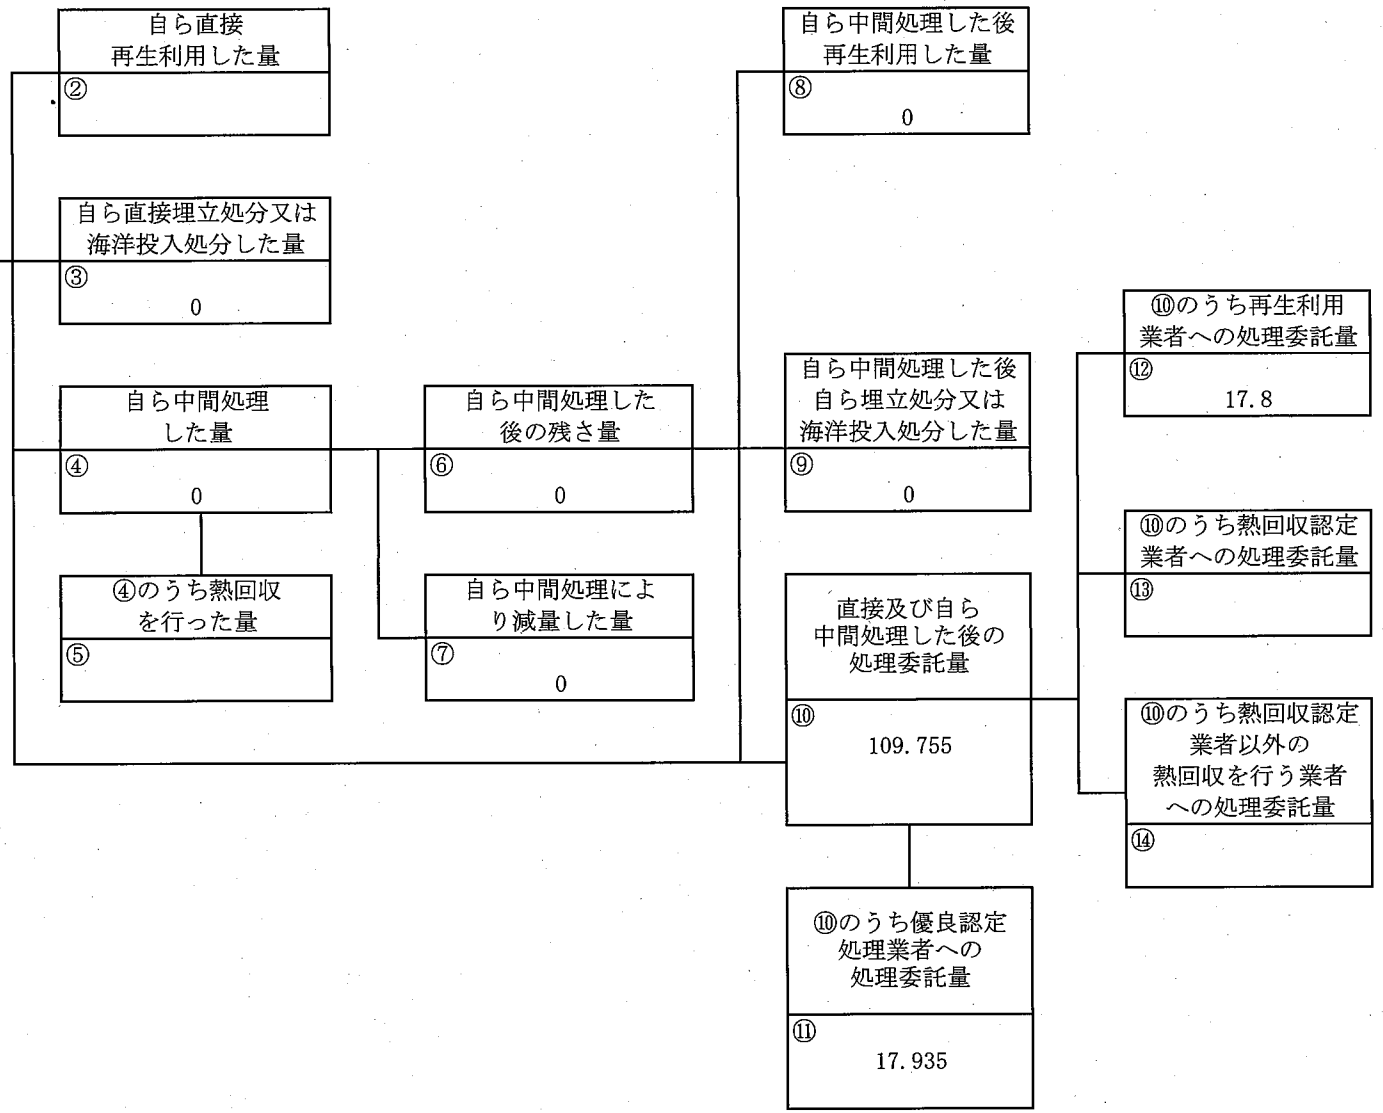 自ら直接
再生利用した量
②
自ら直接埋立処分又は
海洋投入処分した量
③
0
自ら中間処理
した量
④
0
④のうち熱回収
を行った量
⑤
自ら中間処理した
後の残さ量
⑥
0
自ら中間処理によ
り減量した量
⑦
0
自ら中間処理した後
再生利用した量
⑧
0
自ら中間処理した後
自ら埋立処分又は
海洋投入処分した量
⑨
0
直接及び自ら
中間処理した後の
処理委託量
⑩
109.755
⑩のうち優良認定
処理業者への
処理委託量
⑪
17.935
⑩のうち再生利用
業者への処理委託量
⑫
17.8
⑩のうち熱回収認定
業者への処理委託量
⑬
⑩のうち熱回収認定
業者以外の
熱回収を行う業者
への処理委託量
⑭